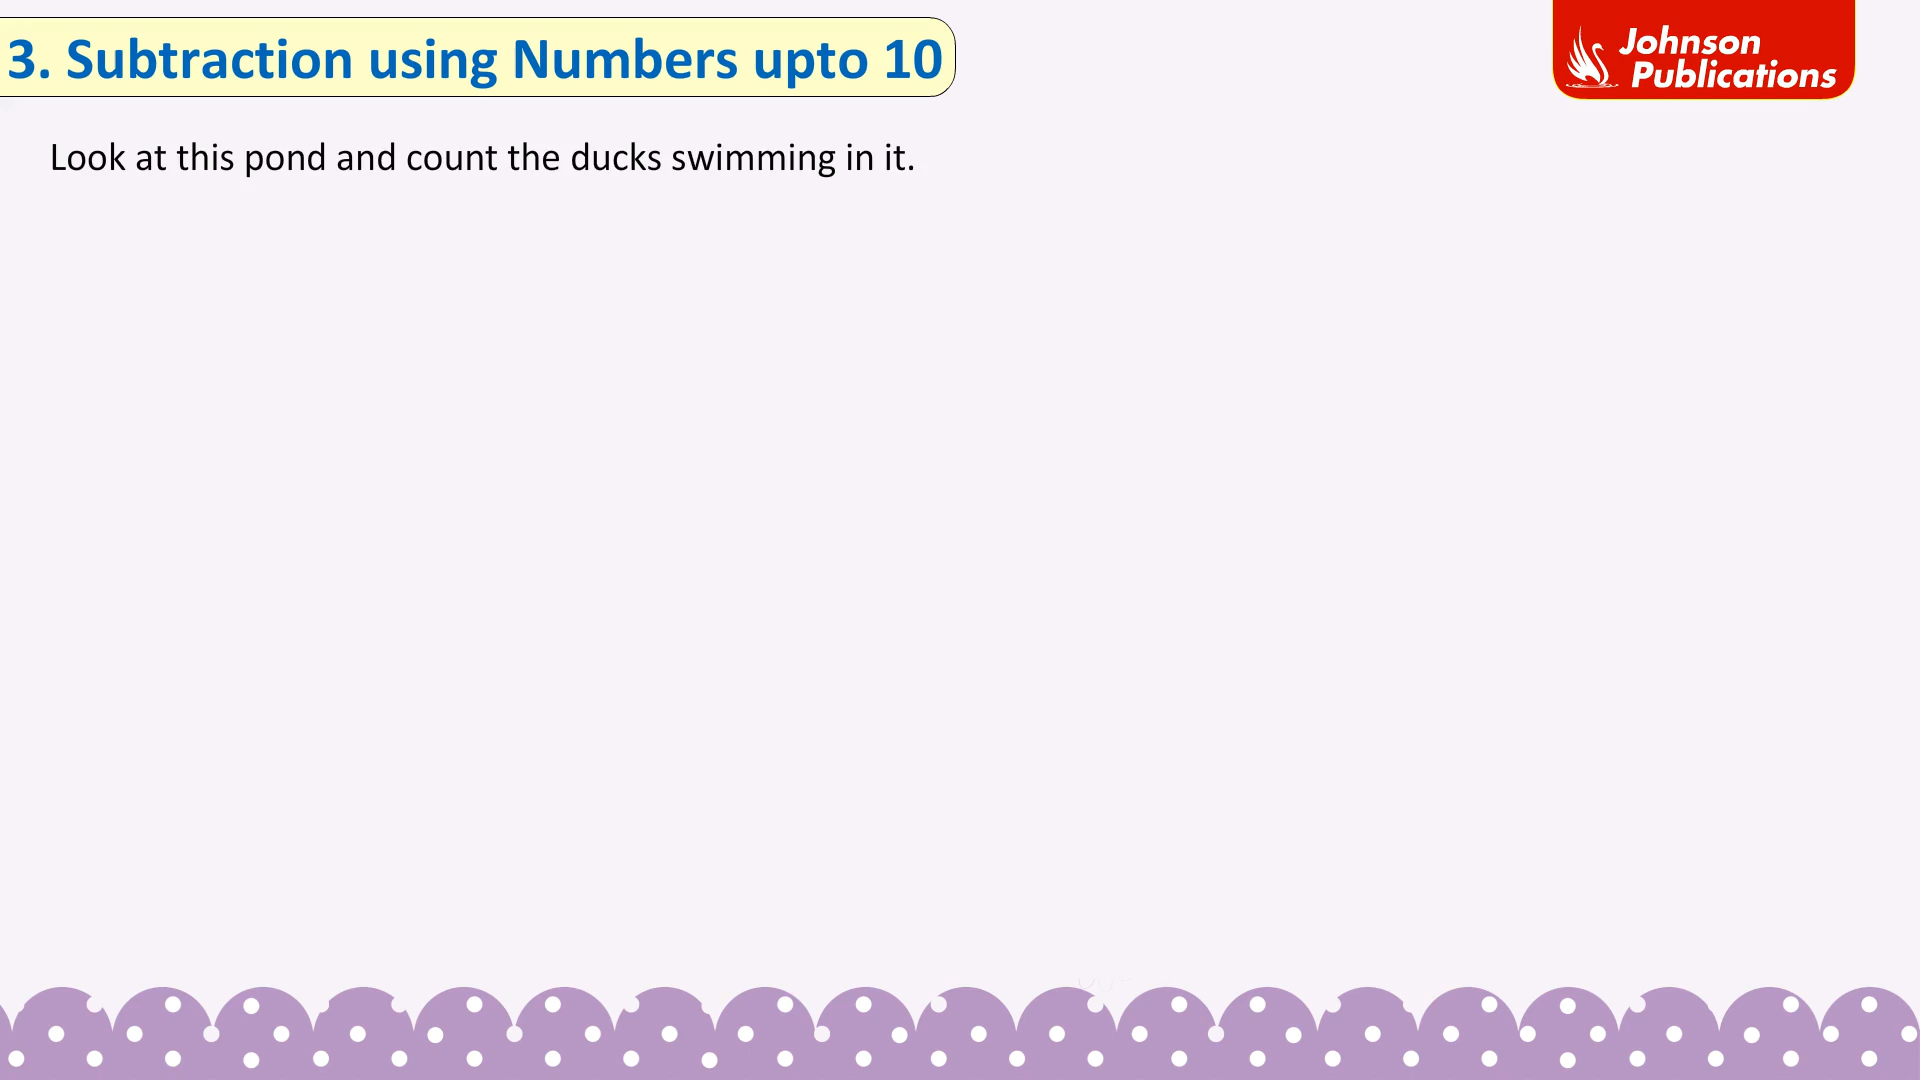 3. Subtraction using Numbers upto 10
Johnson
Publications
Look at this pond and count the ducks swimming in it.